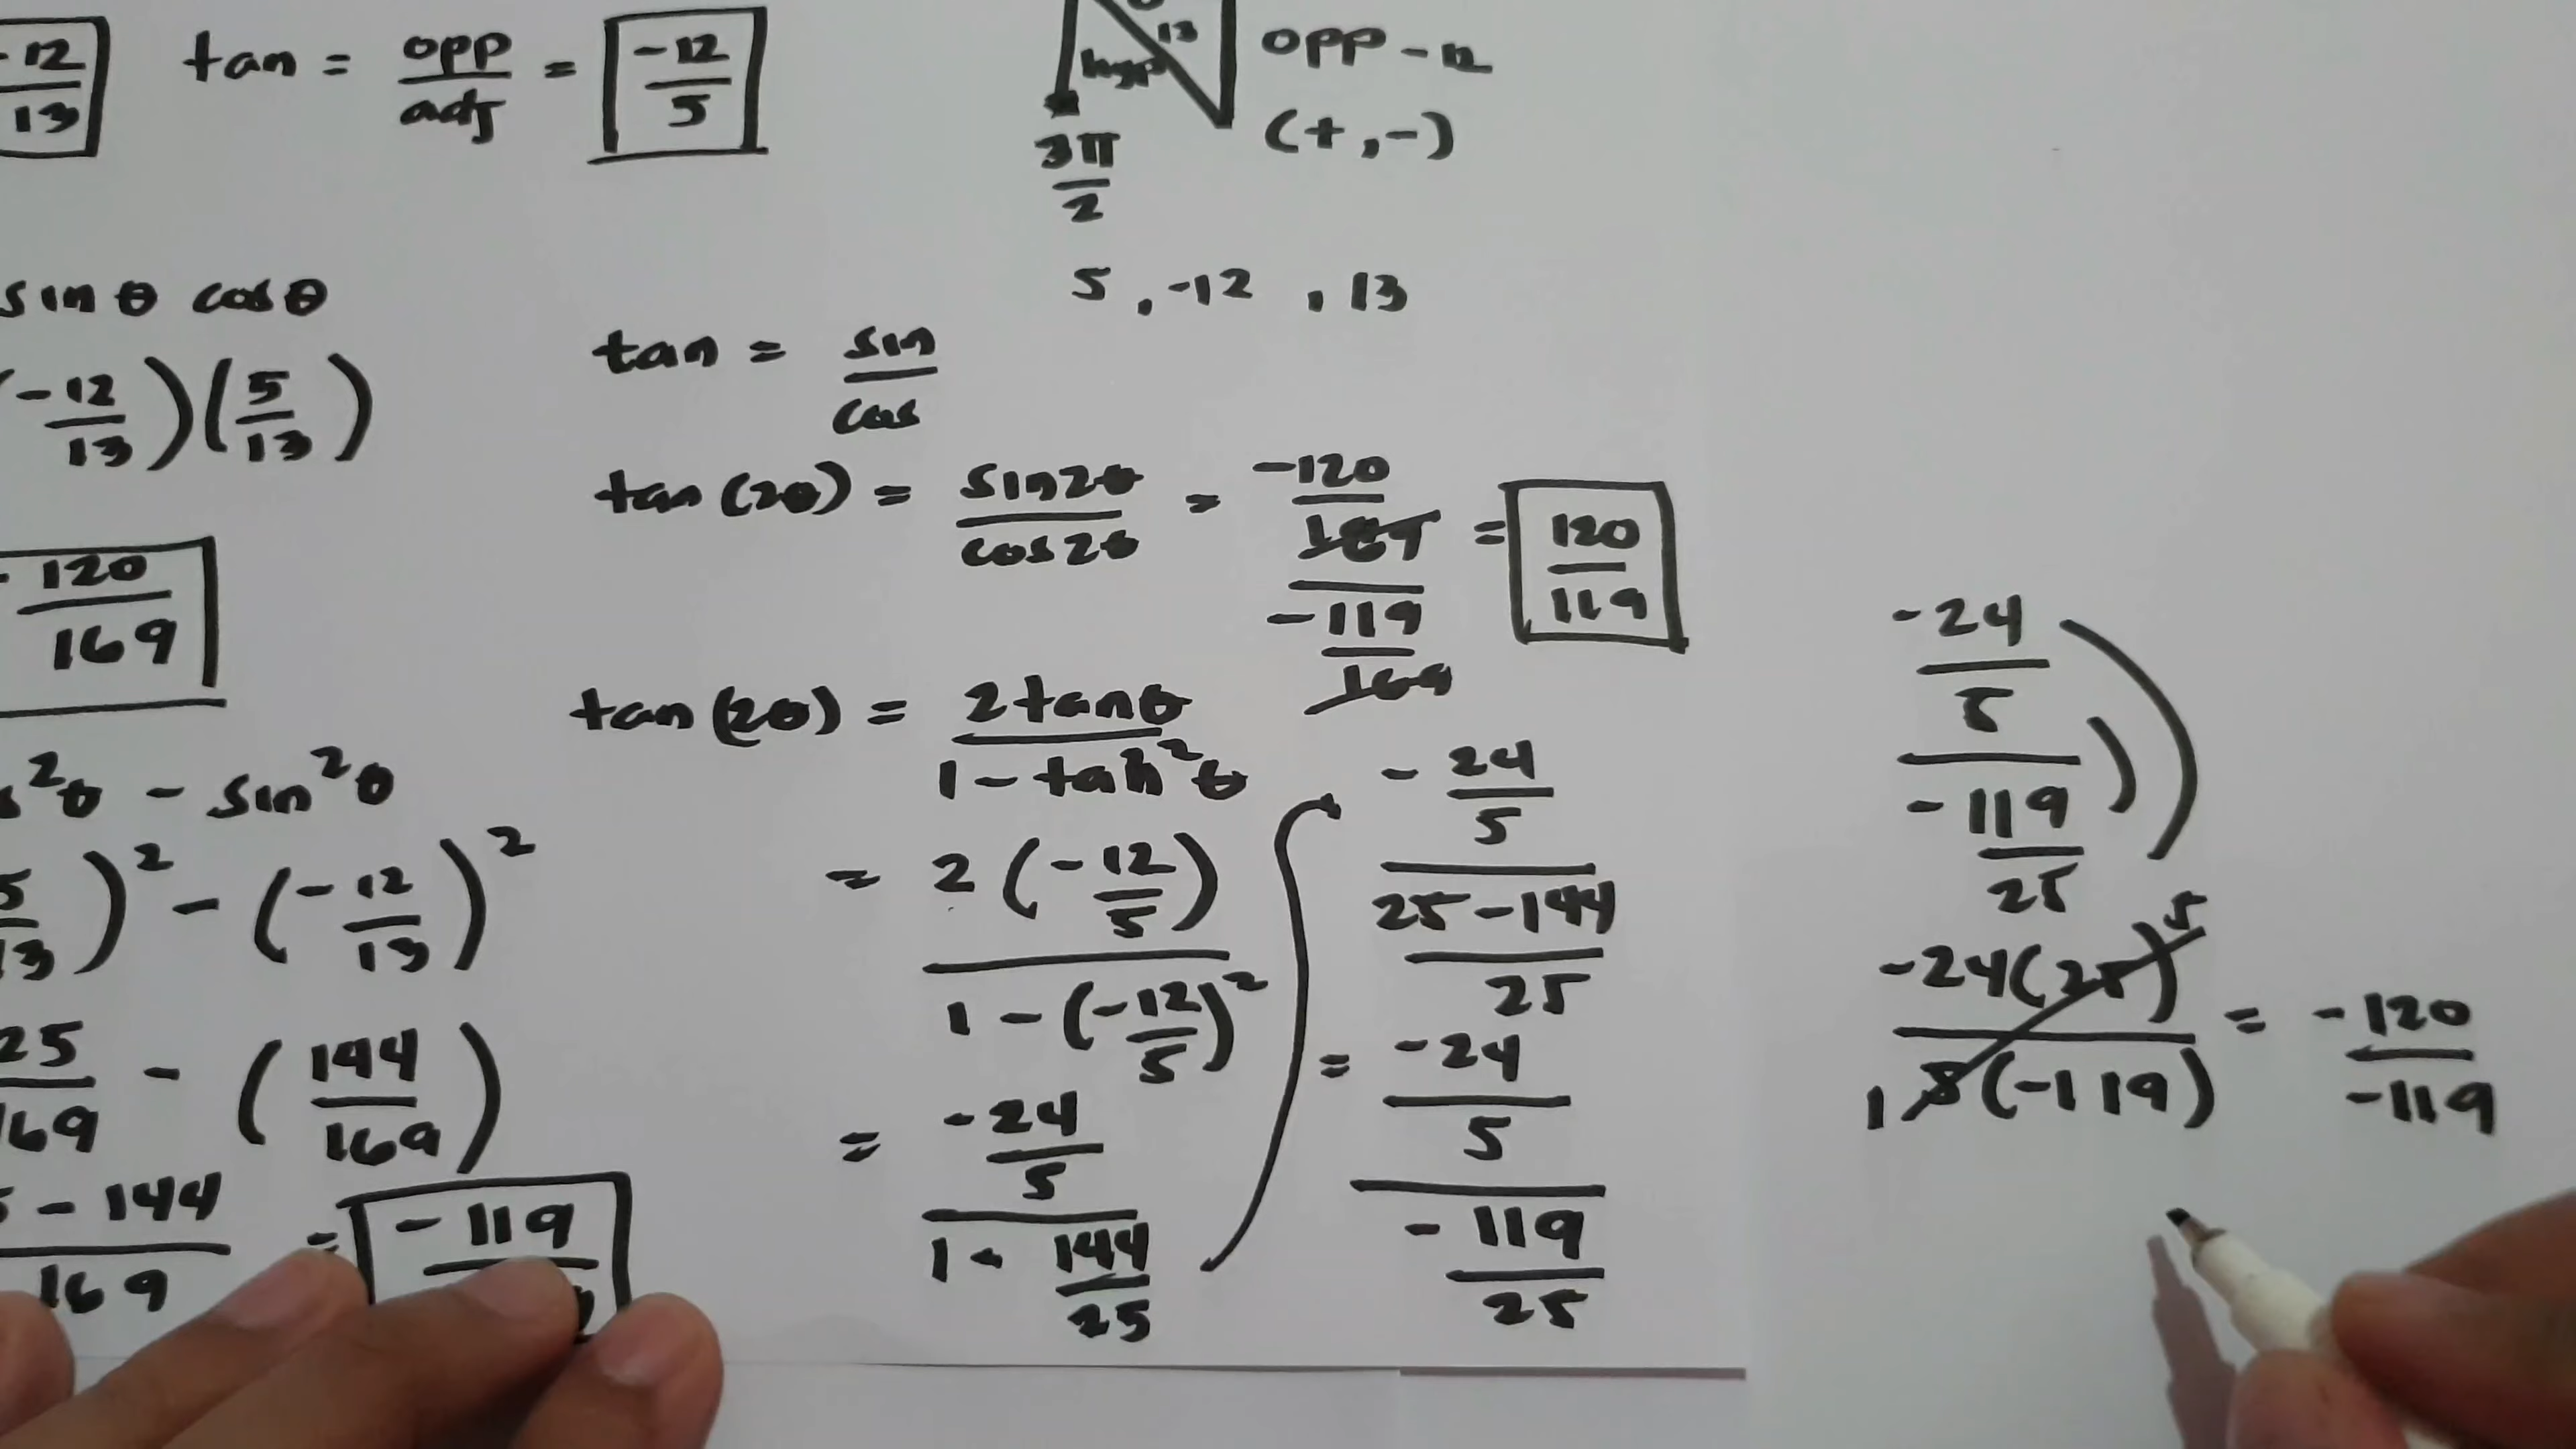 -12/13
tan = opp/adj = -12/5
13
hyp
opp -12
(+,-)
3π/2
5, -12, 13
sin θ cos θ
(-12/13)(5/13)
tan = sin/cos
tan(2θ) = sin2θ/cos2θ = -120/169 / -119/169 = 120/119
120/169
tan(2θ) = 2tanθ/1-tan²θ
s²θ - sin²θ
5/13)² - (-12/13)²
25/169 - (144/169)
5 - 144/169 = -119
= 2(-12/5) / 1-(-12/5)²
= -24/5 / 1-144/25
-24/5 / 25-144/25
= -24/5 / -119/25
-24/5 / -119/25
-24(25) 5 / 1 5(-119) = -120/-119